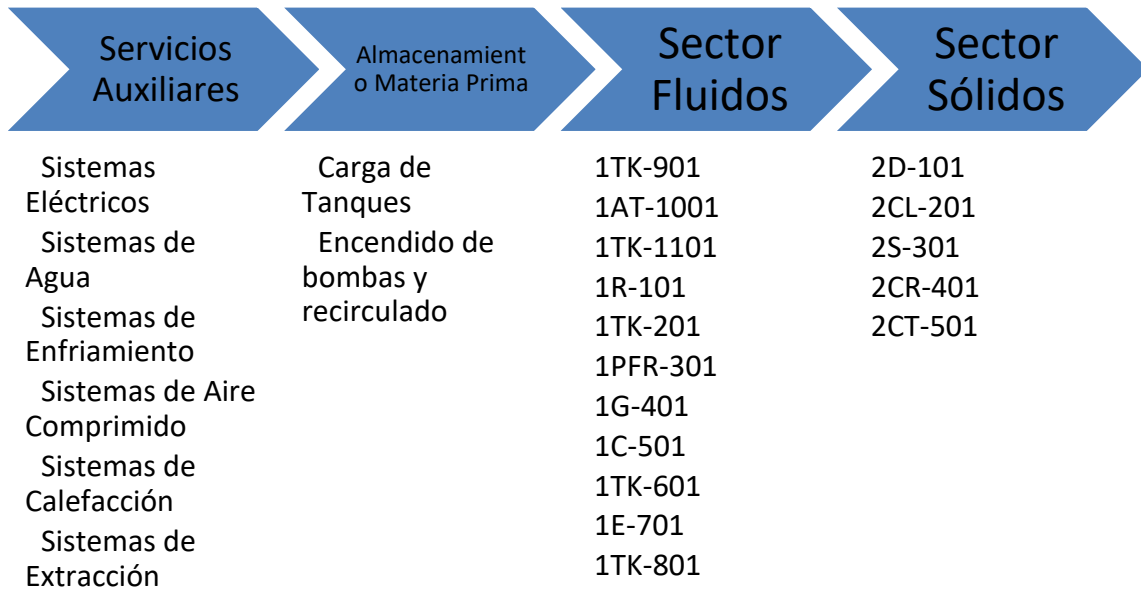 Servicios
Auxiliares
Almacenamient
o Materia Prima
Sector
Fluidos
Sector
Sólidos
Sistemas
Eléctricos
Sistemas de
Agua
Sistemas de
Enfriamiento
Sistemas de Aire
Comprimido
Sistemas de
Calefacción
Sistemas de
Extracción
Carga de
Tanques
Encendido de
bombas y
recirculado
1TK-901
1AT-1001
1TK-1101
1R-101
1TK-201
1PFR-301
1G-401
1C-501
1TK-601
1E-701
1TK-801
2D-101
2CL-201
2S-301
2CR-401
2CT-501